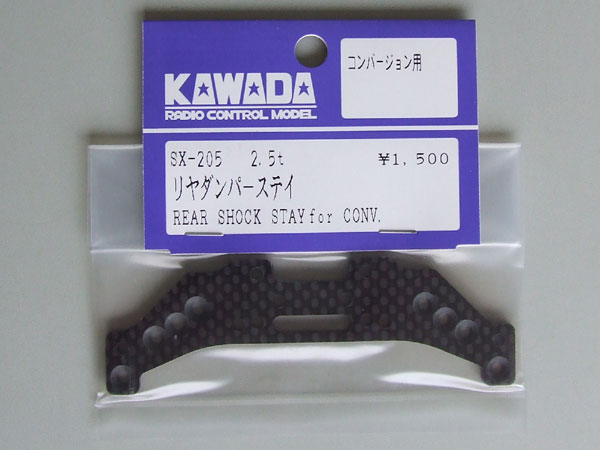 KAWADA
RADIO CONTROL MODEL
コンバージョン用
SX-205 2.5t ¥1,500
リヤダンパーステイ
REAR SHOCK STAY for CONV.